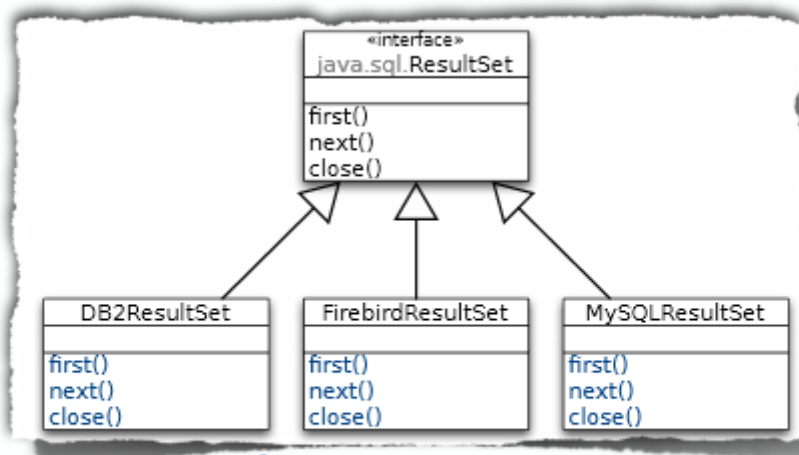 «interface»
java.sql.ResultSet
first()
next()
close()
DB2ResultSet
first()
next()
close()
FirebirdResultSet
first()
next()
close()
MySQLResultSet
first()
next()
close()